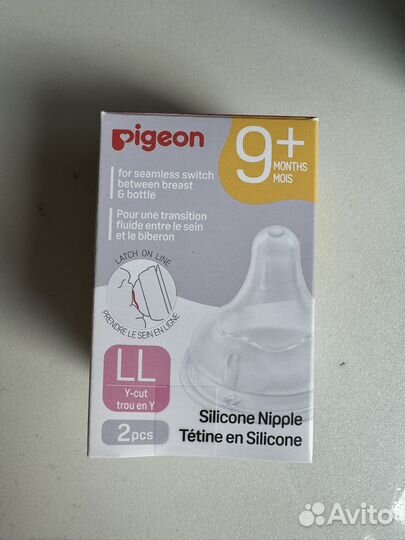 pigeon
9+
MONTHS
MOIS
for seamless switch
between breast
& bottle
Pour une transition
fluide entre le sein
et le biberon
LATCH ON LINE
PRENDRE LE SEIN EN LIGNE
LL
Y-cut
trou en Y
2pcs
Silicone Nipple
Tétine en Silicone
Avito